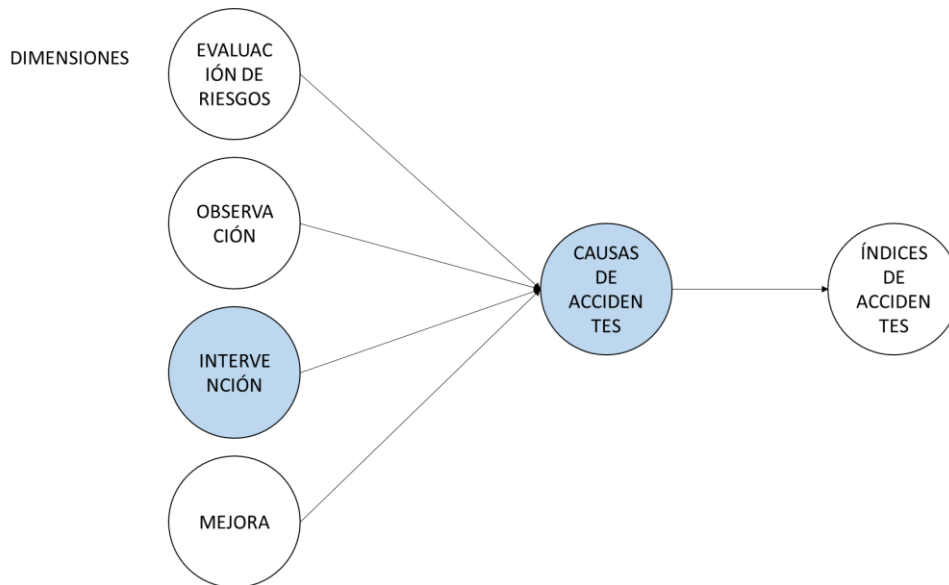 DIMENSIONES
EVALUAC
IÓN DE
RIESGOS
OBSERVA
CIÓN
INTERVE
NCIÓN
MEJORA
CAUSAS
DE
ACCIDEN
TES
ÍNDICES
DE
ACCIDEN
TES